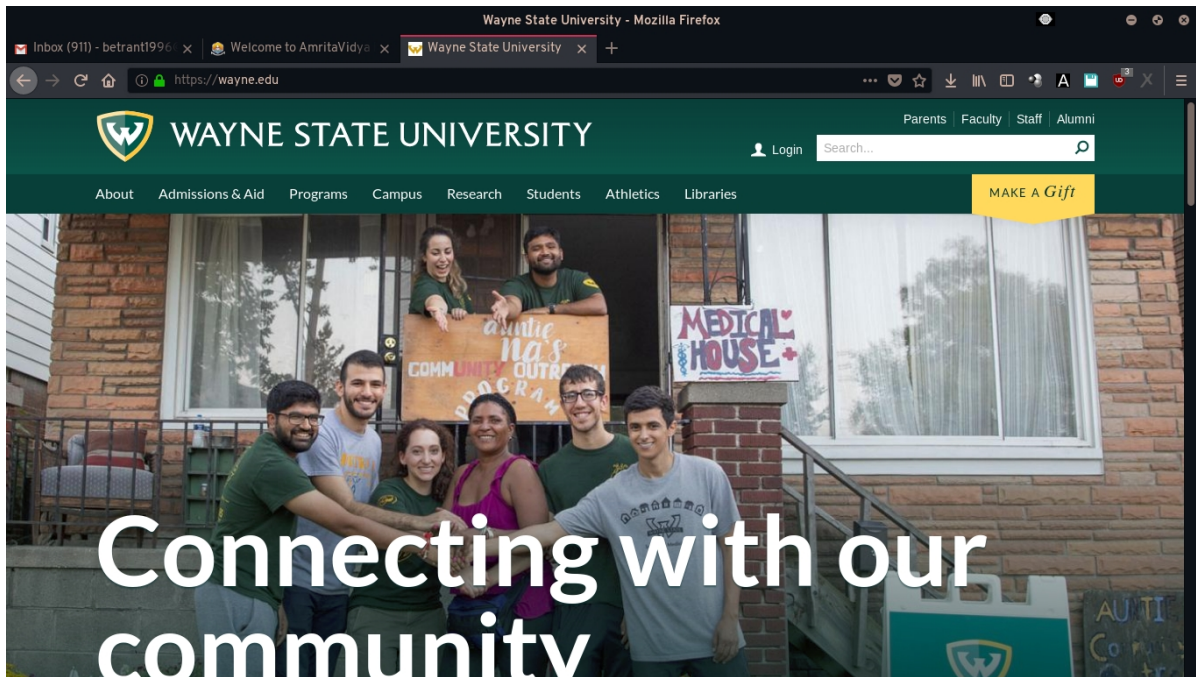 Wayne State University - Mozilla Firefox
Inbox (911) - betrant1996
Welcome to AmritaVidya
Wayne State University
https://wayne.edu
3
WAYNE STATE UNIVERSITY
Parents Faculty Staff Alumni
Login Search...
About Admissions & Aid Programs Campus Research Students Athletics Libraries
MAKE A Gift
auntie
na's
COMMUNITY
PROGRAM
MEDICAL
HOUSE
Connecting with our
community
AUNTIE